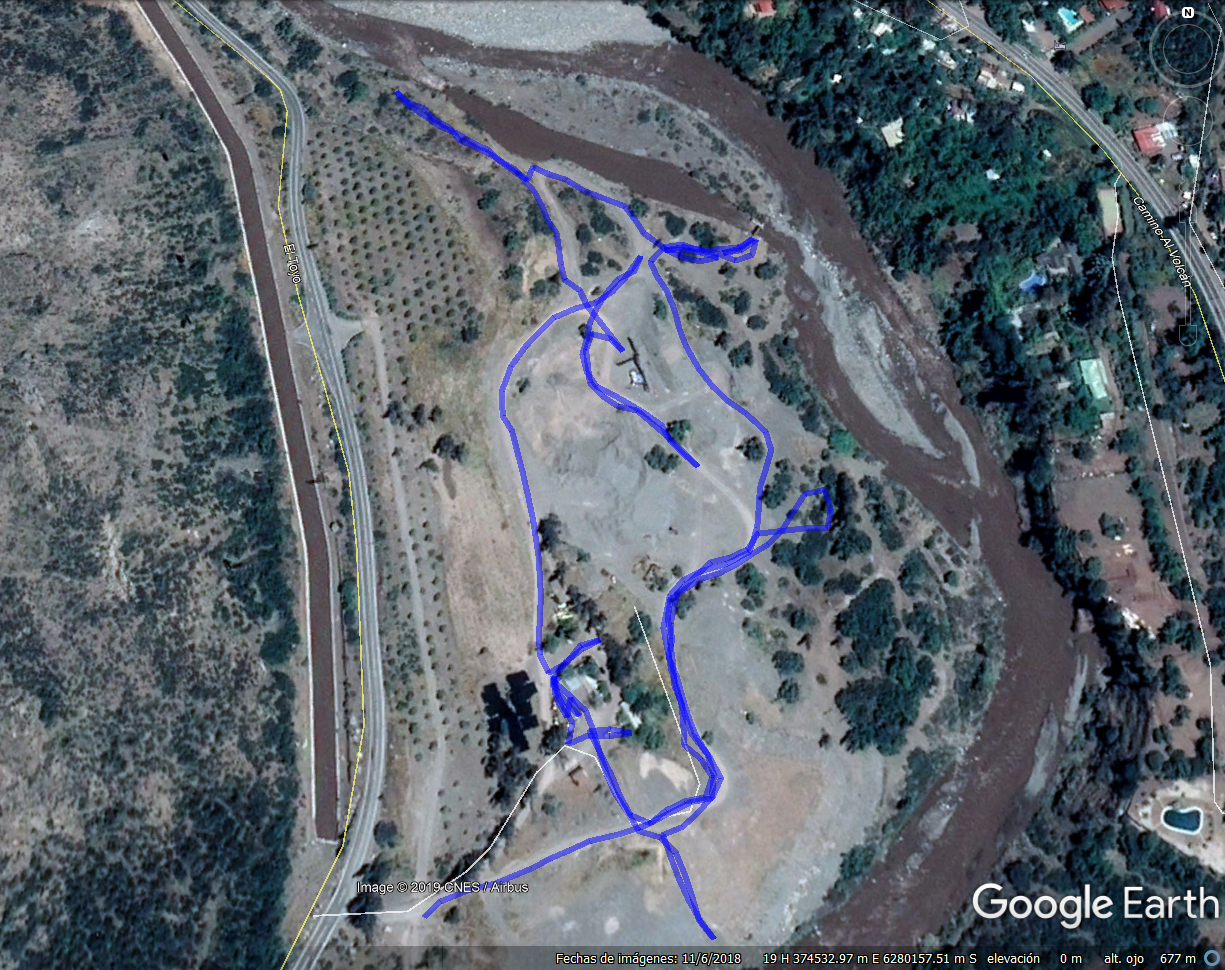 N
El Toyo
Camino Al Volcán
Image © 2019 CNES / Airbus
Google Earth
Fechas de imágenes: 11/6/2018 19 H 374532.97 m E 6280157.51 m S elevación 0 m alt. ojo 677 m